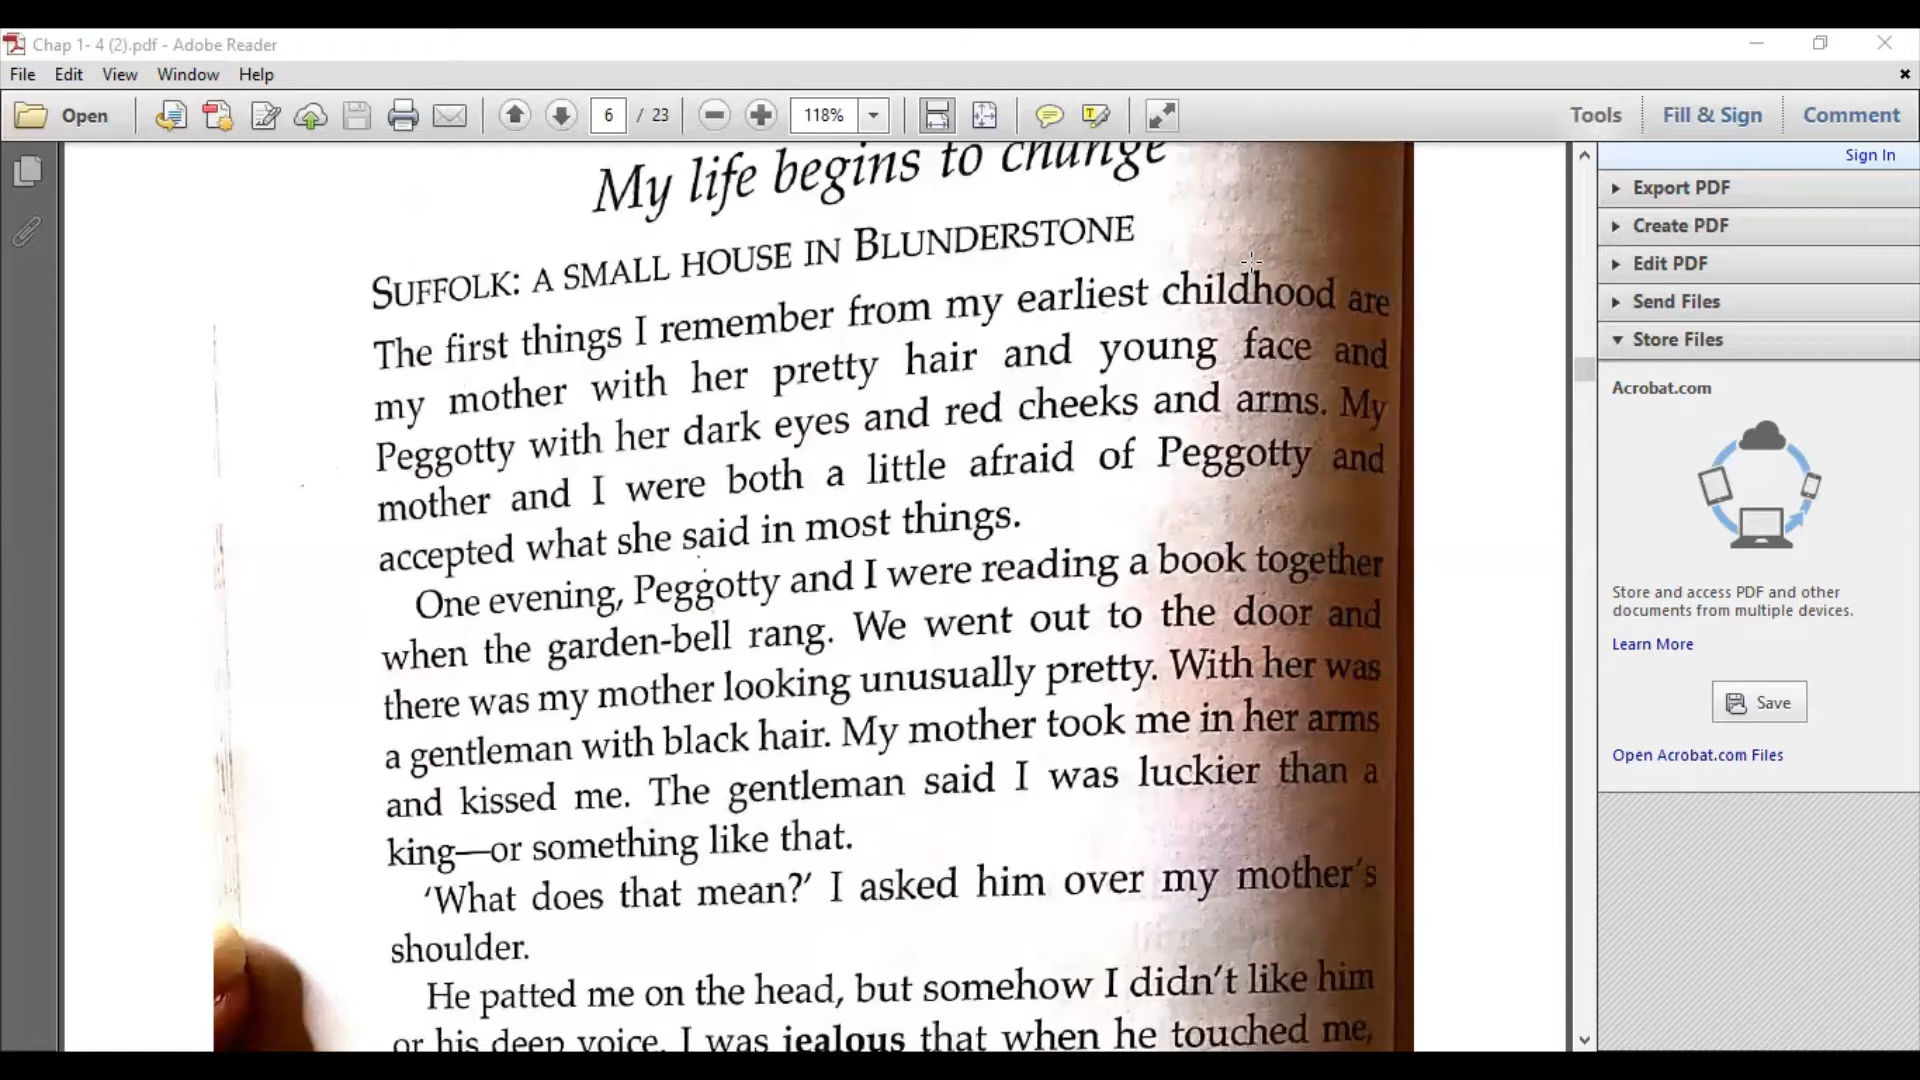 Chap 1- 4 (2).pdf - Adobe Reader
File Edit View Window Help
Open 6 / 23 118% Tools Fill & Sign Comment
Sign In
Export PDF
Create PDF
Edit PDF
Send Files
Store Files
Acrobat.com
Store and access PDF and other
documents from multiple devices.
Learn More
Save
Open Acrobat.com Files
My life begins to change
SUFFOLK: A SMALL HOUSE IN BLUNDERSTONE
The first things I remember from my earliest childhood are
my mother with her pretty hair and young face and
Peggotty with her dark eyes and red cheeks and arms. My
mother and I were both a little afraid of Peggotty and
accepted what she said in most things.
One evening, Peggotty and I were reading a book together
when the garden-bell rang. We went out to the door and
there was my mother looking unusually pretty. With her was
a gentleman with black hair. My mother took me in her arms
and kissed me. The gentleman said I was luckier than a
king—or something like that.
‘What does that mean?’ I asked him over my mother’s
shoulder.
He patted me on the head, but somehow I didn’t like him
or his deep voice. I was jealous that when he touched me,